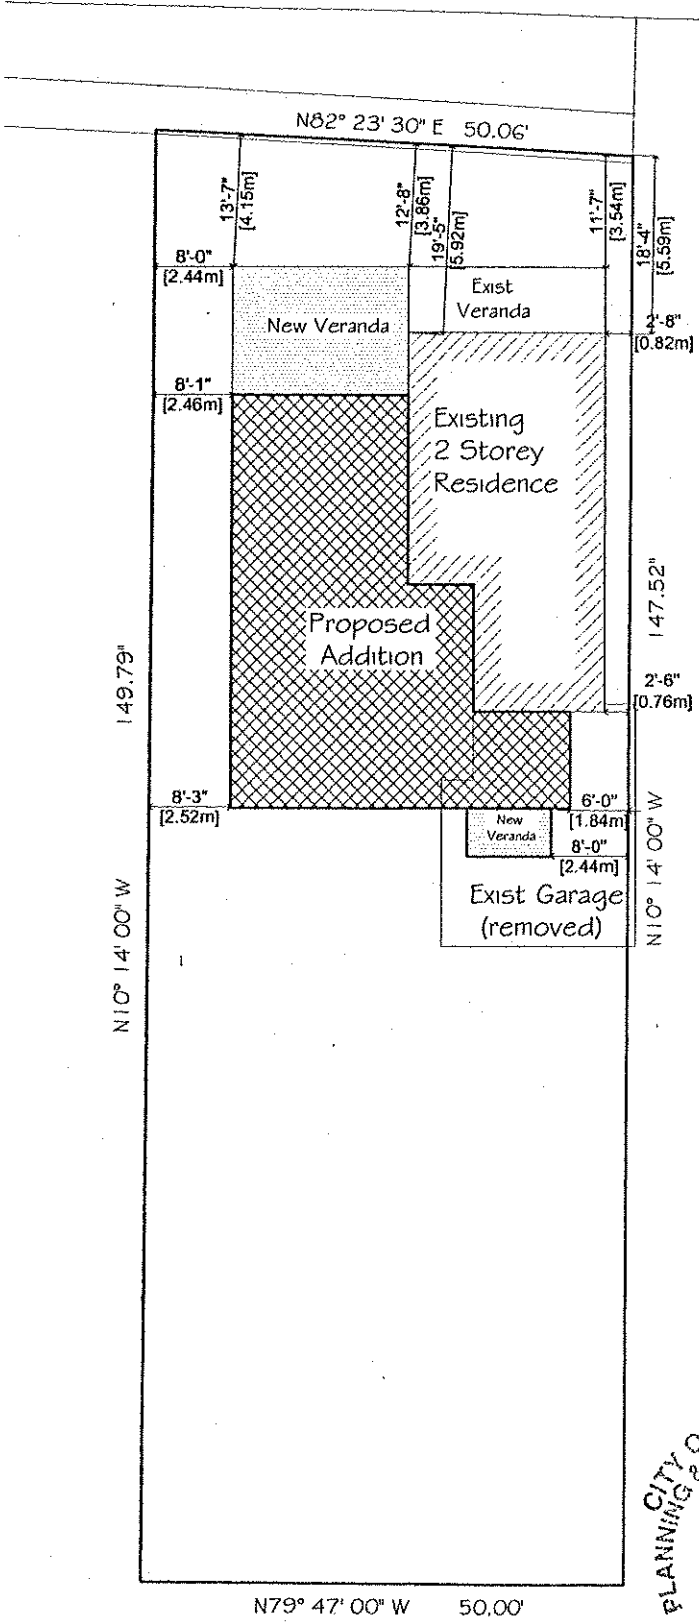 N82° 23' 30" E 50.06'
13'-7"
[4.15m]
12'-8"
[3.86m]
19'-5"
[5.92m]
11'-7"
[3.54m]
18'-4"
[5.59m]
8'-0"
[2.44m]
Exist
Veranda
New Veranda
2'-8"
[0.82m]
8'-1"
[2.46m]
Existing
2 Storey
Residence
147.52"
Proposed
Addition
149.79"
2'-6"
[0.76m]
8'-3"
[2.52m]
6'-0"
[1.84m]
New
Veranda
8'-0"
[2.44m]
Exist Garage
(removed)
N10° 14' 00" W
N10° 14' 00" W
CITY
PLANNING &
N79° 47' 00" W 50.00'